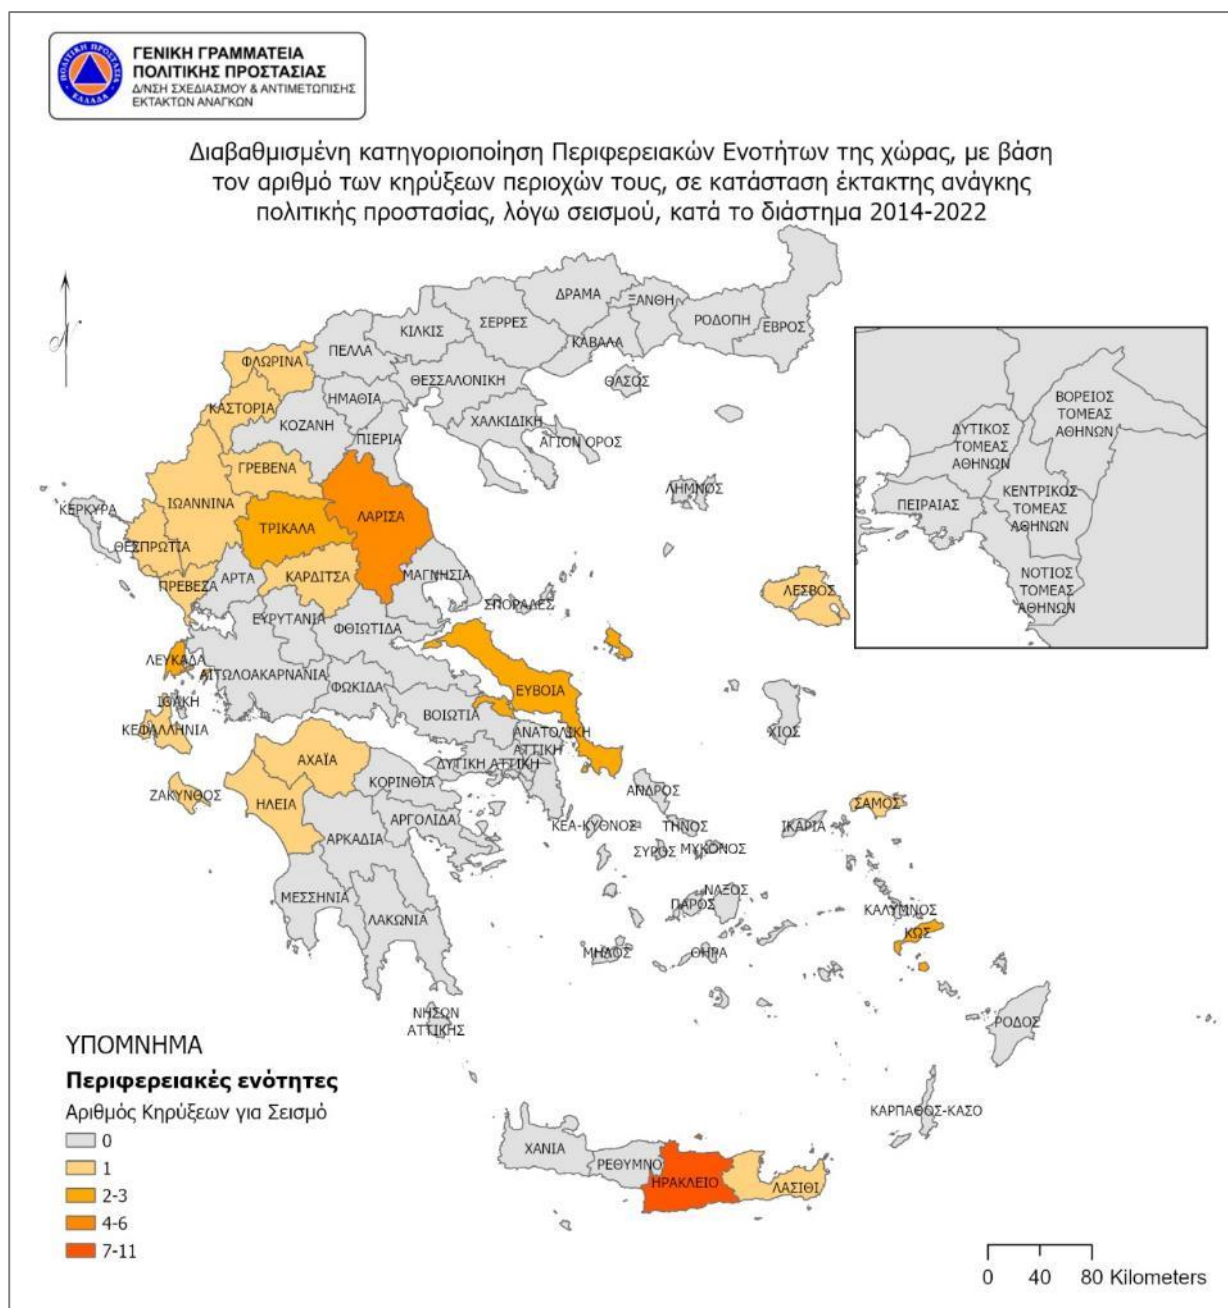 ΓΕΝΙΚΗ ΓΡΑΜΜΑΤΕΙΑ
ΠΟΛΙΤΙΚΗΣ ΠΡΟΣΤΑΣΙΑΣ
Δ/ΝΣΗ ΣΧΕΔΙΑΣΜΟΥ & ΑΝΤΙΜΕΤΩΠΙΣΗΣ
ΕΚΤΑΚΤΩΝ ΑΝΑΓΚΩΝ
ΠΟΛΙΤΙΚΗ ΠΡΟΣΤΑΣΙΑ
ΕΛΛΑΔΑ
Διαβαθμισμένη κατηγοριοποίηση Περιφερειακών Ενοτήτων της χώρας, με βάση
τον αριθμό των κηρύξεων περιοχών τους, σε κατάσταση έκτακτης ανάγκης
πολιτικής προστασίας, λόγω σεισμού, κατά το διάστημα 2014-2022
ΔΡΑΜΑ
ΞΑΝΘΗ
ΡΟΔΟΠΗ
ΕΒΡΟΣ
ΣΕΡΡΕΣ
ΚΙΛΚΙΣ
ΚΑΒΑΛΑ
ΠΕΛΛΑ
ΦΛΩΡΙΝΑ
ΘΕΣΣΑΛΟΝΙΚΗ
ΘΑΣΟΣ
ΗΜΑΘΙΑ
ΚΑΣΤΟΡΙΑ
ΚΟΖΑΝΗ
ΧΑΛΚΙΔΙΚΗ
ΠΙΕΡΙΑ
ΑΓΙΟΝ ΟΡΟΣ
ΓΡΕΒΕΝΑ
ΛΗΜΝΟΣ
ΙΩΑΝΝΙΝΑ
ΚΕΡΚΥΡΑ
ΤΡΙΚΑΛΑ
ΛΑΡΙΣΑ
ΘΕΣΠΡΩΤΙΑ
ΚΑΡΔΙΤΣΑ
ΜΑΓΝΗΣΙΑ
ΑΡΤΑ
ΠΡΕΒΕΖΑ
ΛΕΣΒΟΣ
ΣΠΟΡΑΔΕΣ
ΕΥΡΥΤΑΝΙΑ
ΦΘΙΩΤΙΔΑ
ΛΕΥΚΑΔΑ
ΑΙΤΩΛΟΑΚΑΡΝΑΝΙΑ
ΦΩΚΙΔΑ
ΕΥΒΟΙΑ
ΙΘΑΚΗ
ΒΟΙΩΤΙΑ
ΚΕΦΑΛΛΗΝΙΑ
ΑΝΑΤΟΛΙΚΗ
ΑΤΤΙΚΗ
ΧΙΟΣ
ΑΧΑΪΑ
ΔΥΤΙΚΗ ΑΤΤΙΚΗ
ΚΟΡΙΝΘΙΑ
ΖΑΚΥΝΘΟΣ
ΗΛΕΙΑ
ΑΝΔΡΟΣ
ΣΑΜΟΣ
ΑΡΓΟΛΙΔΑ
ΚΕΑ-ΚΥΘΝΟΣ
ΤΗΝΟΣ
ΙΚΑΡΙΑ
ΑΡΚΑΔΙΑ
ΣΥΡΟΣ
ΜΥΚΟΝΟΣ
ΜΕΣΣΗΝΙΑ
ΝΑΞΟΣ
ΠΑΡΟΣ
ΚΑΛΥΜΝΟΣ
ΛΑΚΩΝΙΑ
ΚΩΣ
ΜΗΛΟΣ
ΘΗΡΑ
ΝΗΣΩΝ
ΑΤΤΙΚΗΣ
ΡΟΔΟΣ
ΚΑΡΠΑΘΟΣ-ΚΑΣΟ
ΧΑΝΙΑ
ΡΕΘΥΜΝΟ
ΗΡΑΚΛΕΙΟ
ΛΑΣΙΘΙ
ΒΟΡΕΙΟΣ
ΤΟΜΕΑΣ
ΑΘΗΝΩΝ
ΔΥΤΙΚΟΣ
ΤΟΜΕΑΣ
ΑΘΗΝΩΝ
ΠΕΙΡΑΙΑΣ
ΚΕΝΤΡΙΚΟΣ
ΤΟΜΕΑΣ
ΑΘΗΝΩΝ
ΝΟΤΙΟΣ
ΤΟΜΕΑΣ
ΑΘΗΝΩΝ
ΥΠΟΜΝΗΜΑ
Περιφερειακές ενότητες
Αριθμός Κηρύξεων για Σεισμό
0
1
2-3
4-6
7-11
0 40 80 Kilometers